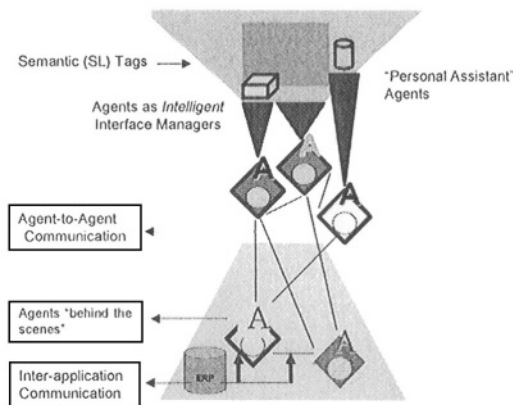 Semantic (SL) Tags
"Personal Assistant"
Agents
Agents as Intelligent
Interface Managers
A
A
A
Agent-to-Agent
Communication
Agents "behind the
scenes"
A
A
ERP
Inter-application
Communication